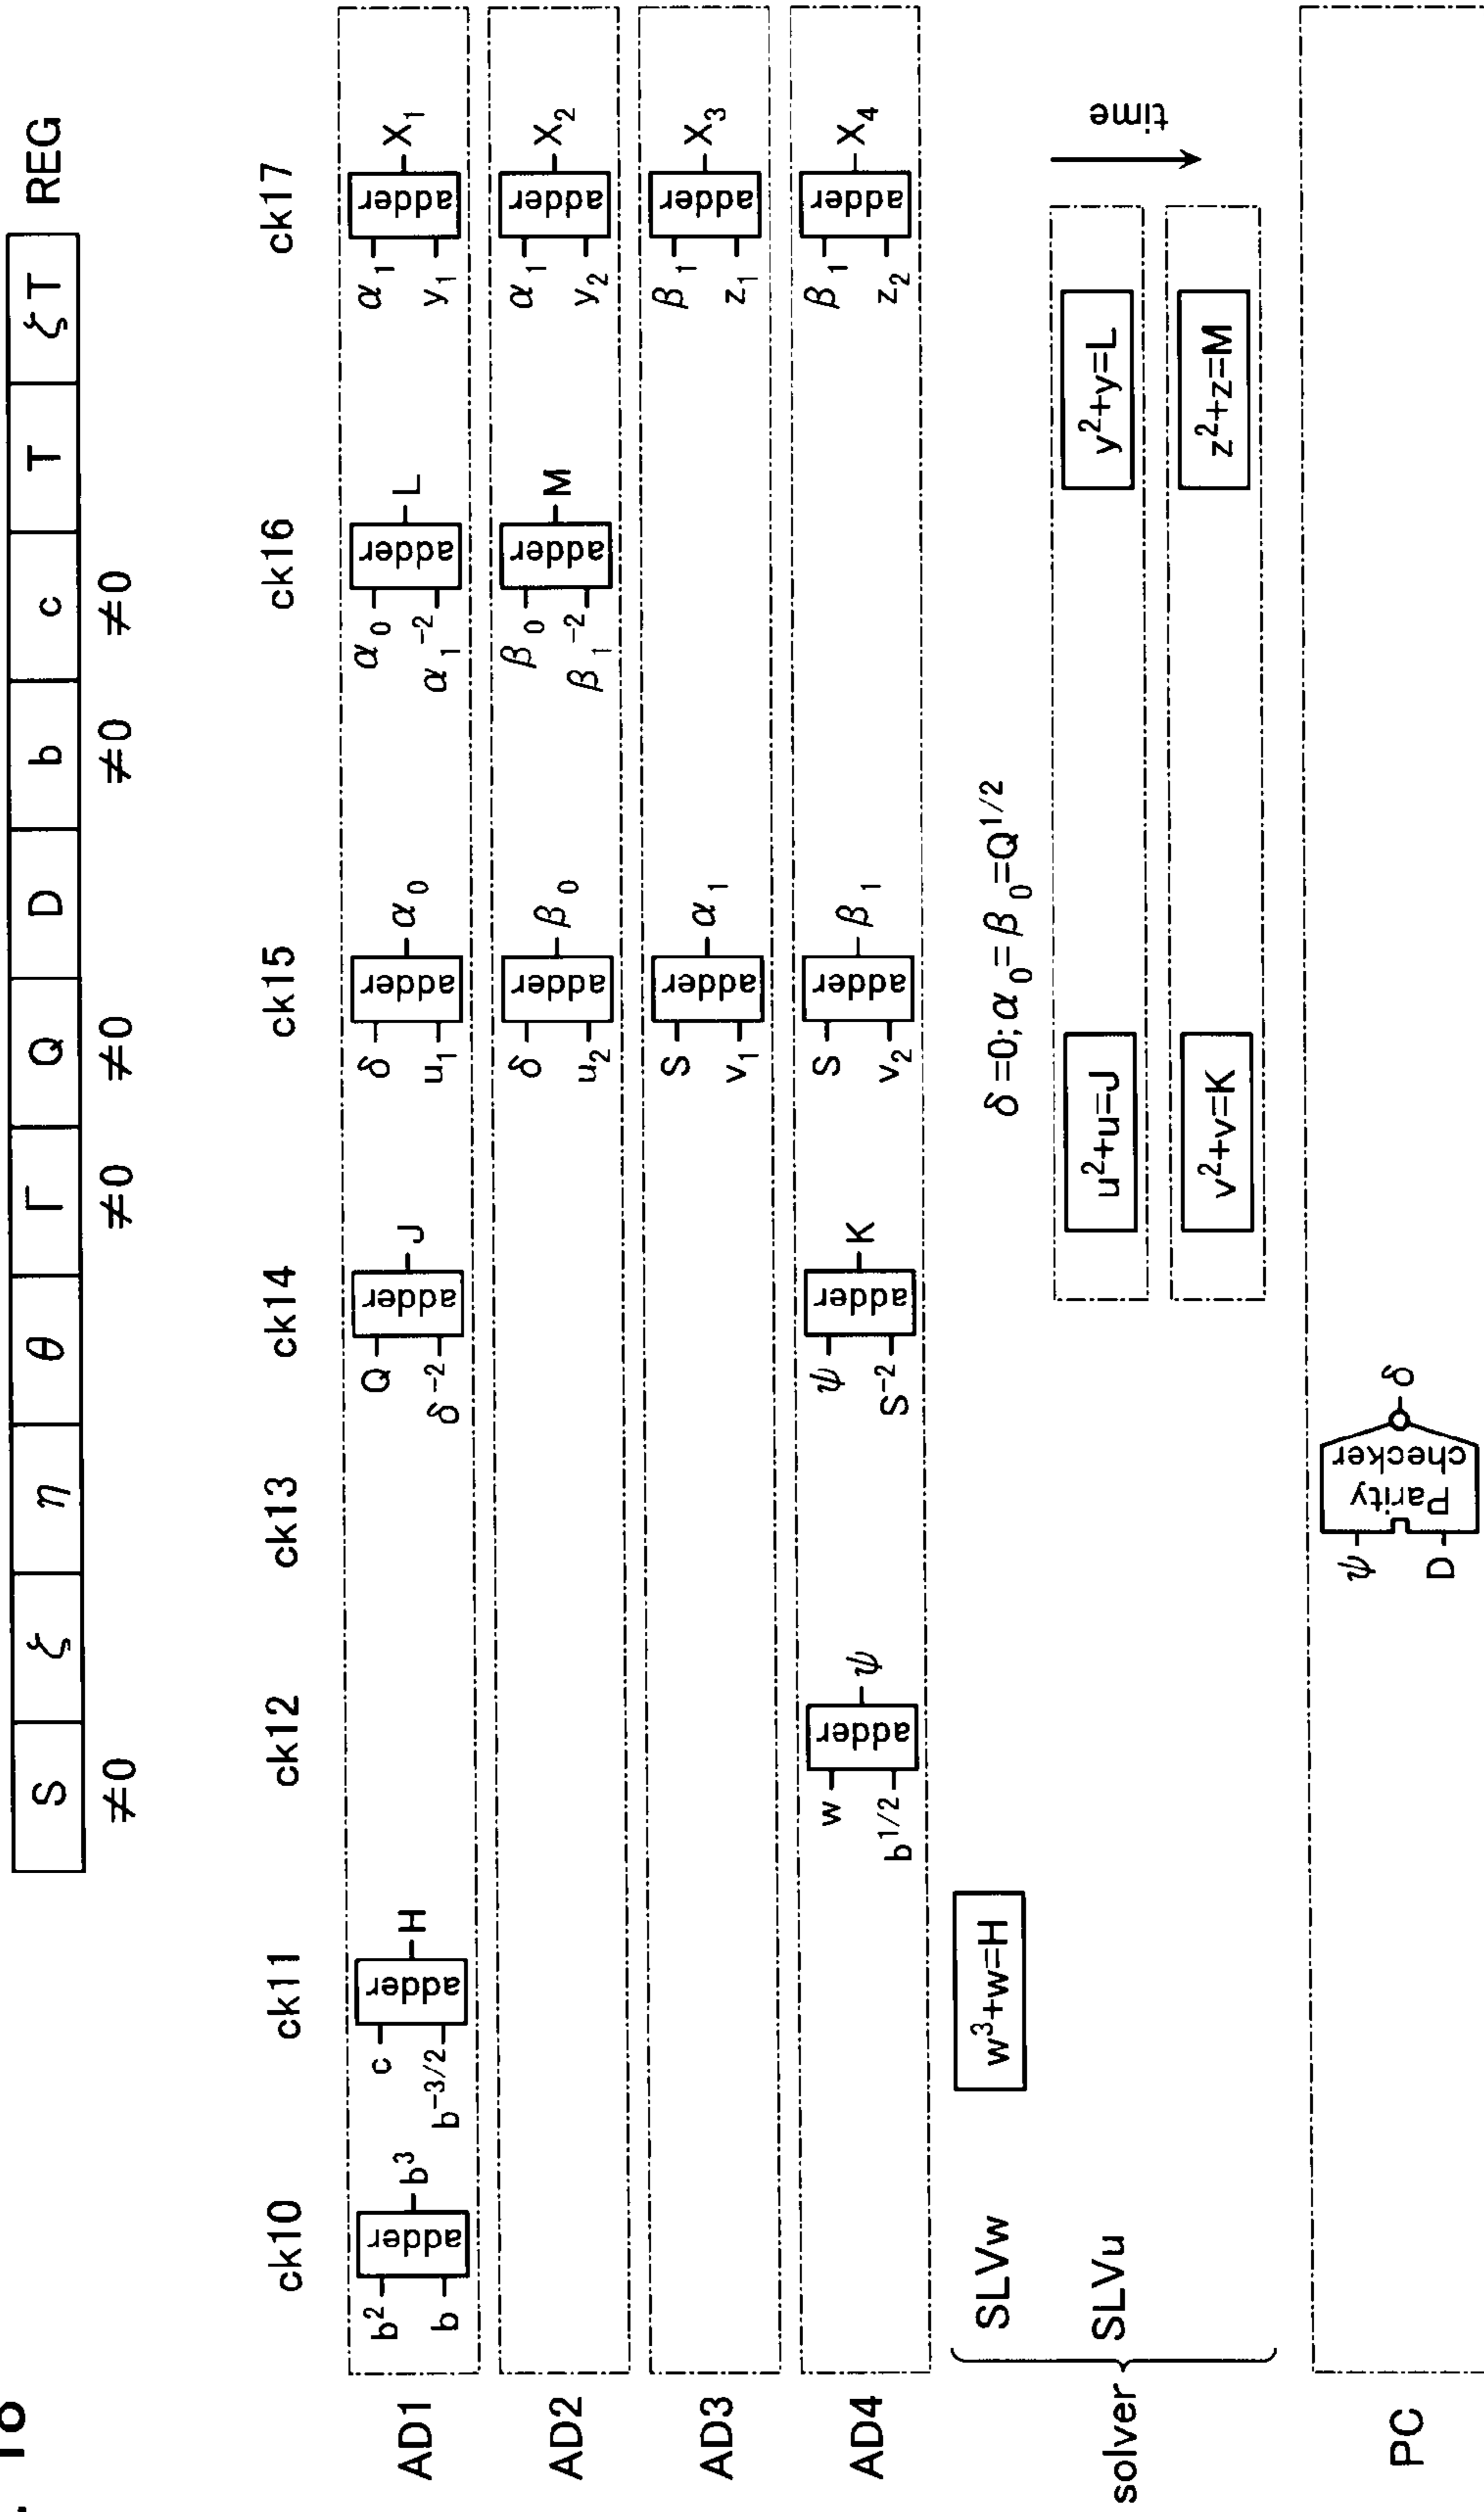 . 18
S ζ η θ Γ Q D b c T ζT REG
≠0 ≠0 ≠0 ≠0 ≠0
ck10 ck11 ck12 ck13 ck14 ck15 ck16 ck17
AD1
b² b adder b³
c b⁻³/² adder H
Q δ⁻² adder J
δ u₁ adder α₀
α₀ α₁⁻² adder L
α₁ y₁ adder X₁
AD2
δ u₂ adder β₀
β₀ β₁⁻² adder M
α₁ y₂ adder X₂
AD3
S v₁ adder α₁
β₁ z₁ adder X₃
AD4
w b¹/² adder ψ
ψ S⁻² adder K
S v₂ adder β₁
β₁ z₂ adder X₄
solver
SLVw
w³+w=H
δ=0; α₀=β₀=Q¹/²
SLVu
u²+u=J
y²+y=L
v²+v=K
z²+z=M
time
PC
ψ D Parity checker δ